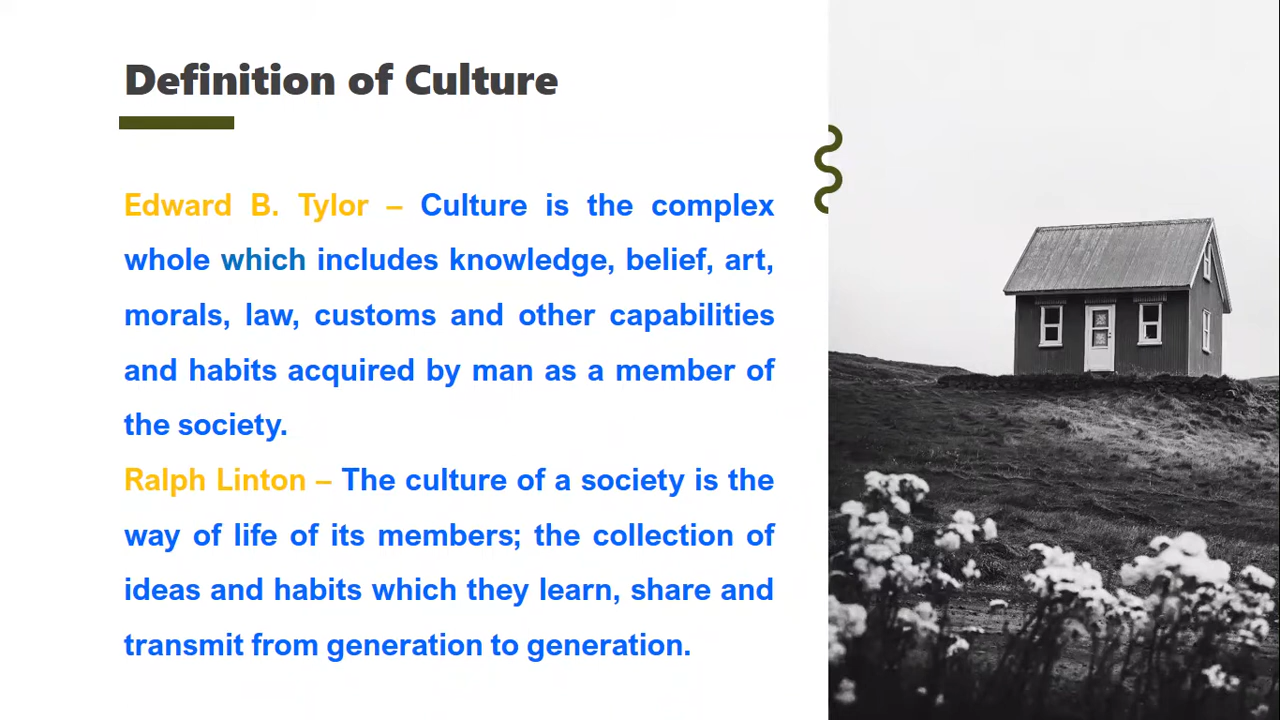 Definition of Culture
Edward B. Tylor – Culture is the complex
whole which includes knowledge, belief, art,
morals, law, customs and other capabilities
and habits acquired by man as a member of
the society.
Ralph Linton – The culture of a society is the
way of life of its members; the collection of
ideas and habits which they learn, share and
transmit from generation to generation.